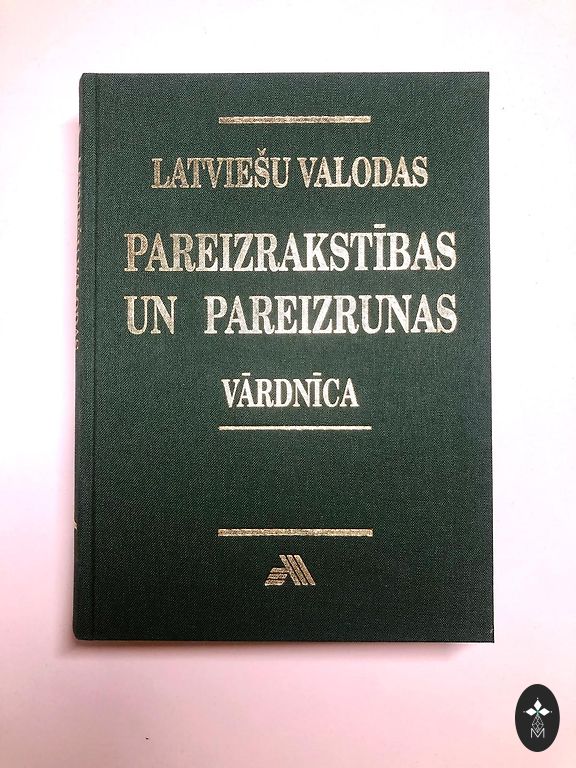 LATVIEŠU VALODAS
PAREIZRAKSTĪBAS
UN PAREIZRUNAS
VĀRDNĪCA
M